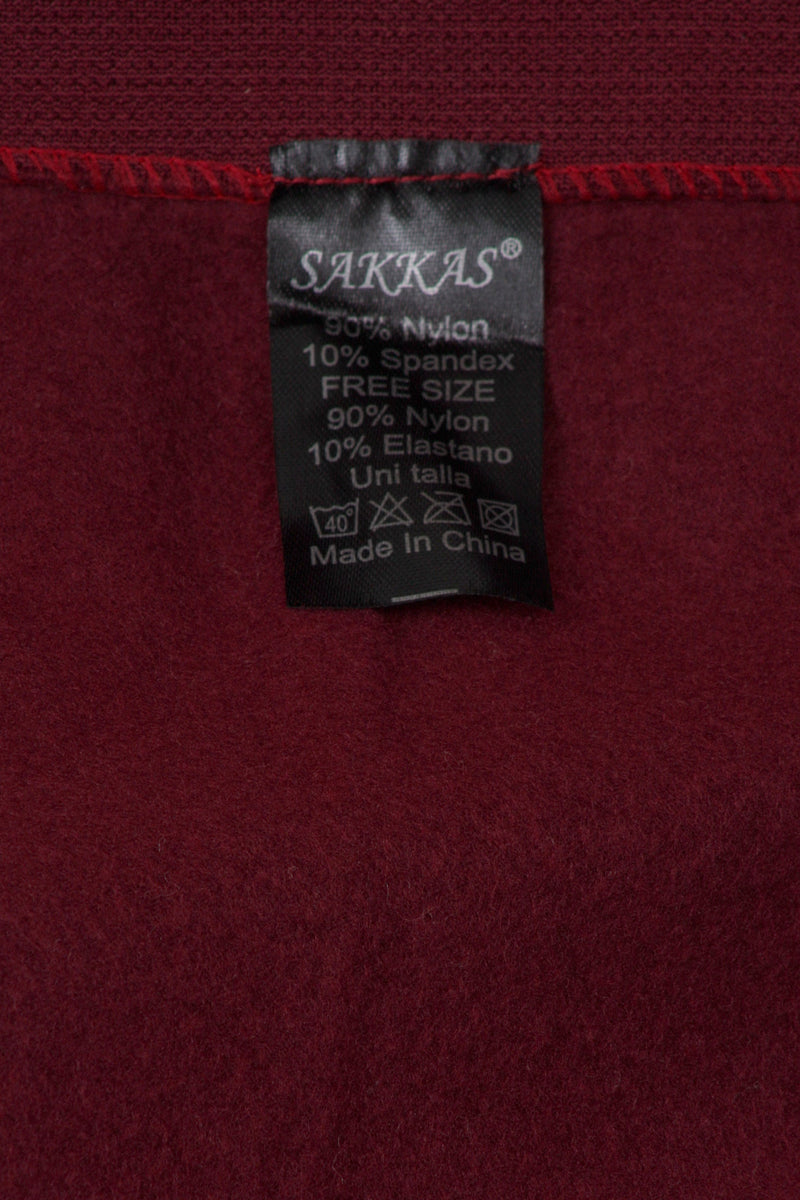 SAKKAS®
90% Nylon
10% Spandex
FREE SIZE
90% Nylon
10% Elastano
Uni talla
40°
Made In China